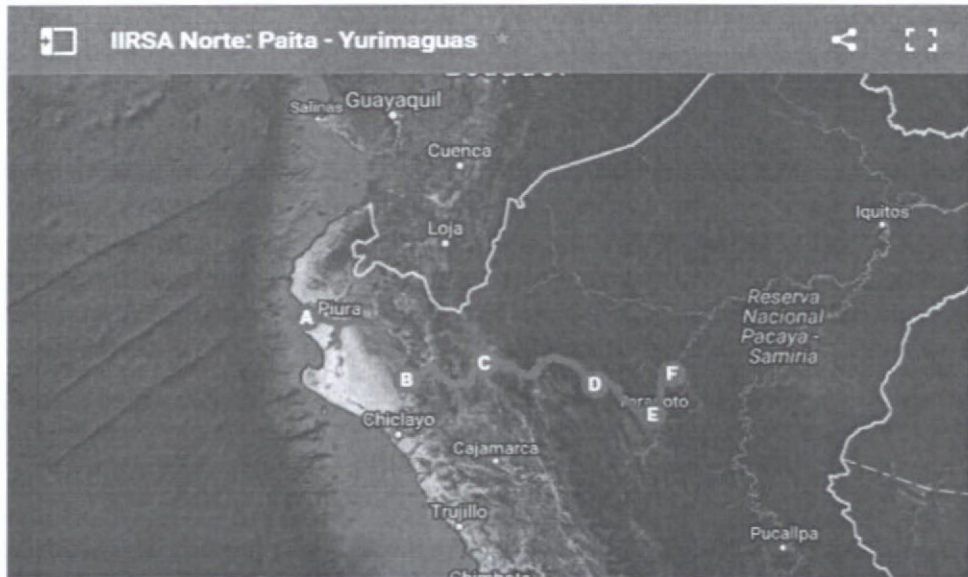 IIRSA Norte: Paita - Yurimaguas
Salinas Guayaquil
Cuenca
Loja
Iquitos
Reserva
Nacional
Pacaya -
Samiria
A Piura
B
C
D
E
F
Chiclayo
Cajamarca
Trujillo
Pucallpa